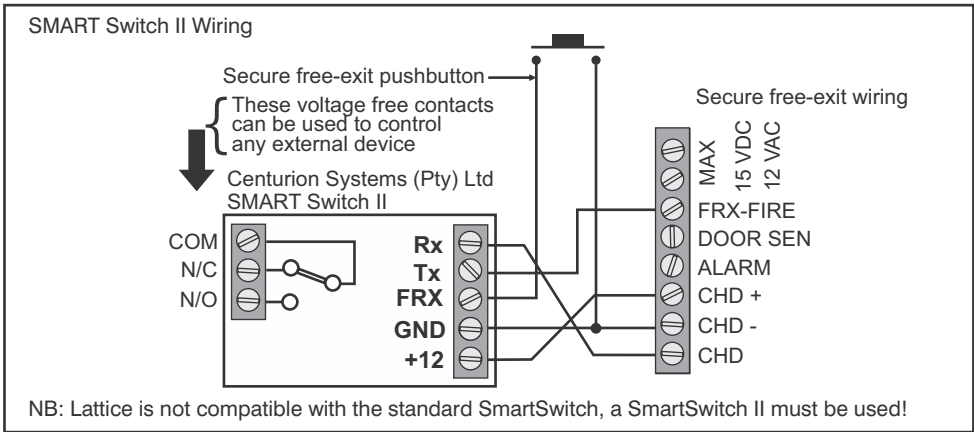 SMART Switch II Wiring
Secure free-exit pushbutton
These voltage free contacts
can be used to control
any external device
Centurion Systems (Pty) Ltd
SMART Switch II
COM
N/C
N/O
Rx
Tx
FRX
GND
+12
Secure free-exit wiring
MAX
15 VDC
12 VAC
FRX-FIRE
DOOR SEN
ALARM
CHD +
CHD -
CHD
NB: Lattice is not compatible with the standard SmartSwitch, a SmartSwitch II must be used!